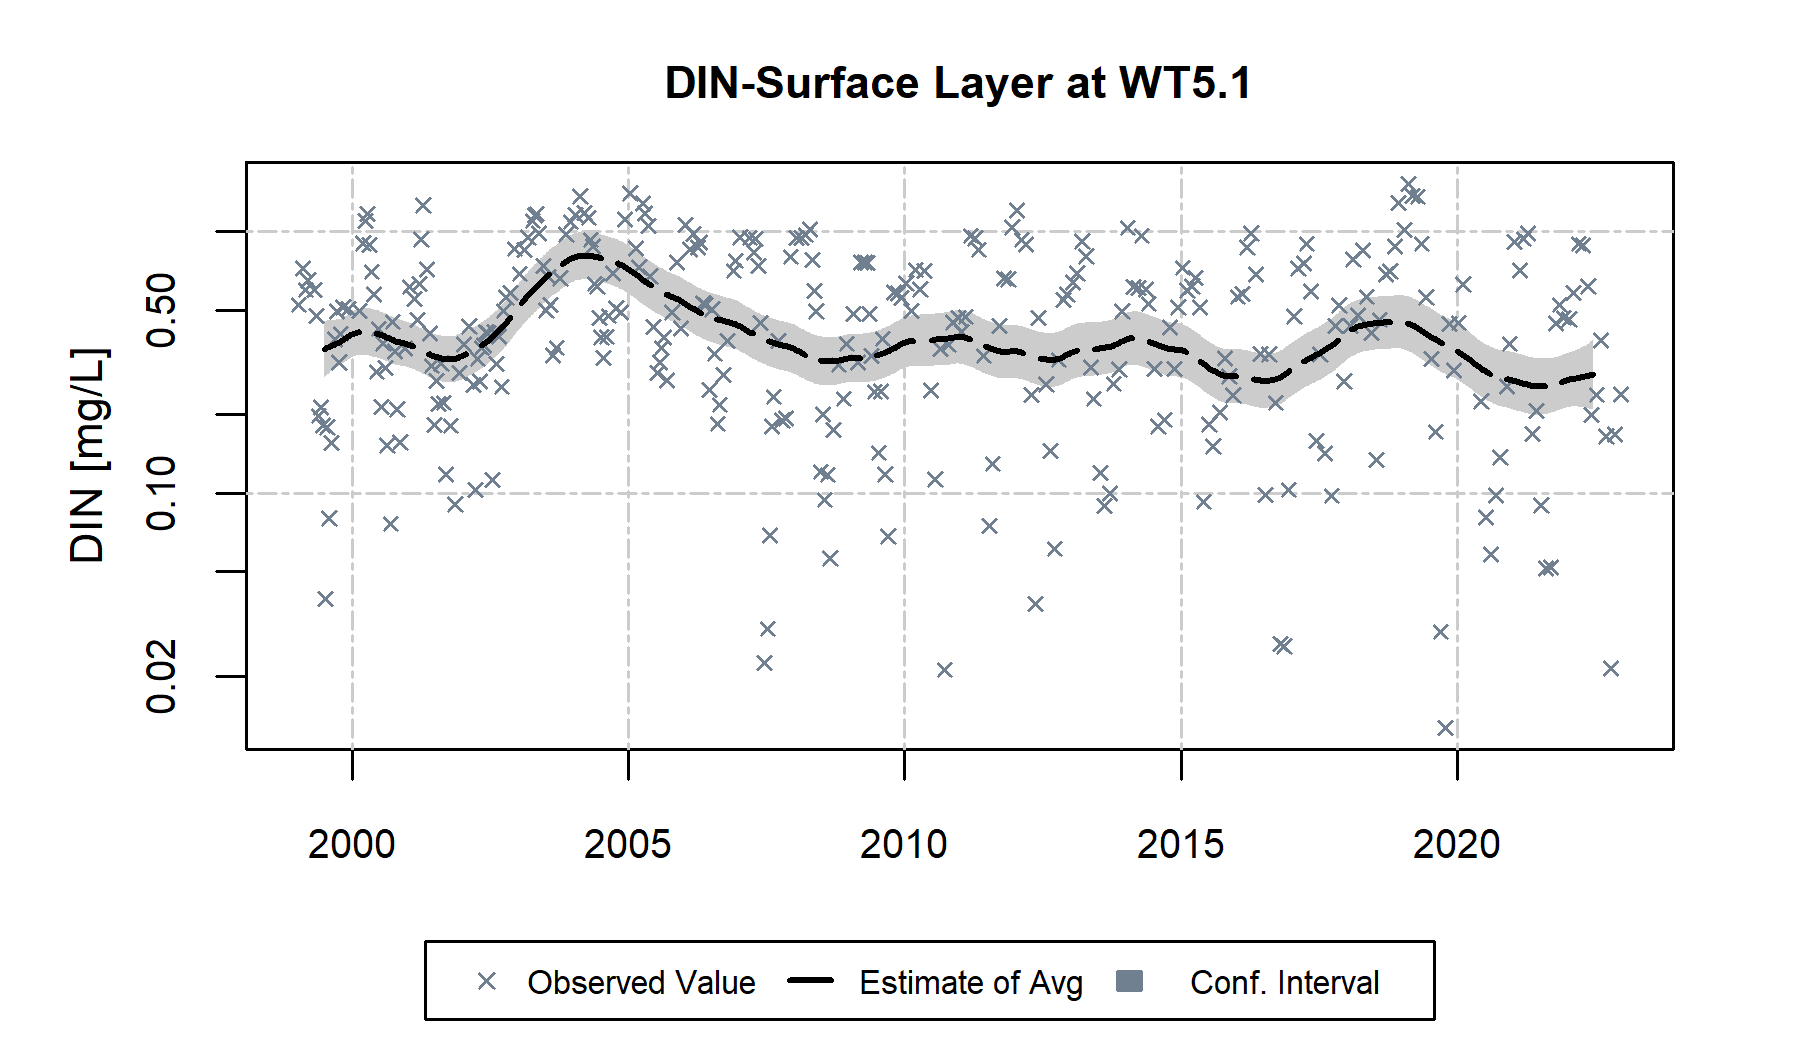 DIN-Surface Layer at WT5.1
DIN [mg/L]
0.50
0.10
0.02
2000 2005 2010 2015 2020
Observed Value Estimate of Avg Conf. Interval